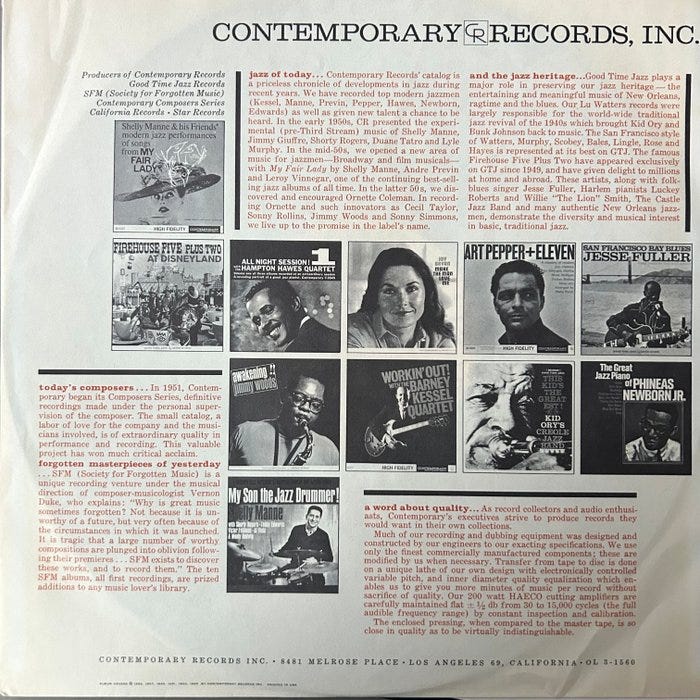 CONTEMPORARY CR RECORDS, INC.
Producers of Contemporary Records
Good Time Jazz Records
SFM (Society for Forgotten Music)
Contemporary Composers Series
California Records • Star Records
jazz of today... Contemporary Records' catalog is
a priceless chronicle of developments in jazz during
recent years. We have recorded top modern jazzmen
(Kessel, Manne, Previn, Pepper, Hawes, Newborn,
Edwards) as well as given new talent a chance to be
heard. In the early 1950s, CR presented the experi-
mental (pre-Third Stream) music of Shelly Manne,
Jimmy Giuffre, Shorty Rogers, Duane Tatro and Lyle
Murphy. In the mid-50s, we opened a new area of
music for jazzmen—Broadway and film musicals—
with My Fair Lady by Shelly Manne, Andre Previn
and Leroy Vinnegar, one of the continuing best-sell-
ing jazz albums of all time. In the latter 50s, we dis-
covered and encouraged Ornette Coleman. In record-
ing Ornette and such innovators as Cecil Taylor,
Sonny Rollins, Jimmy Woods and Sonny Simmons,
we live up to the promise in the label's name.
and the jazz heritage...Good Time Jazz plays a
major role in preserving our jazz heritage — the
entertaining and meaningful music of New Orleans,
ragtime and the blues. Our Lu Watters records were
largely responsible for the world-wide traditional
jazz revival of the 1940s which brought Kid Ory and
Bunk Johnson back to music. The San Francisco style
of Watters, Murphy, Scobey, Bales, Lingle, Rose and
Hayes is represented at its best on GTJ. The famous
Firehouse Five Plus Two have appeared exclusively
on GTJ since 1949, and have given delight to millions
at home and abroad. These artists, along with folk-
blues singer Jesse Fuller, Harlem pianists Luckey
Roberts and Willie "The Lion" Smith, The Castle
Jazz Band and many authentic New Orleans jazz-
men, demonstrate the diversity and musical interest
in basic, traditional jazz.
Shelly Manne & his Friends'
modern jazz performances
of songs
from MY
FAIR
LADY
HIGH FIDELITY
FIREHOUSE FIVE PLUS TWO
AT DISNEYLAND
ALL NIGHT SESSION! 1
HAMPTON HAWES QUARTET
JOY BRYAN
MAKE THE MAN LOVE ME
ART PEPPER + ELEVEN
HIGH FIDELITY
SAN FRANCISCO BAY BLUES
JESSE FULLER
awakening!!
jimmy woods
WORKIN' OUT!
WITH THE BARNEY
KESSEL
QUARTET
HIGH FIDELITY
THIS KID'S
THE
GREATEST!
KID
ORY'S
CREOLE
JAZZ
BAND
The Great
Jazz Piano
of PHINEAS
NEWBORN JR.
My Son the Jazz Drummer!
Shelly Manne
today's composers... In 1951, Contem-
porary began its Composers Series, definitive
recordings made under the personal super-
vision of the composer. The small catalog, a
labor of love for the company and the musi-
cians involved, is of extraordinary quality in
performance and recording. This valuable
project has won much critical acclaim.
forgotten masterpieces of yesterday
... SFM (Society for Forgotten Music) is a
unique recording venture under the musical
direction of composer-musicologist Vernon
Duke, who explains: "Why is great music
sometimes forgotten? Not because it is un-
worthy of a future, but very often because of
the circumstances in which it was launched.
It is tragic that a large number of worthy
compositions are plunged into oblivion follow-
ing their premieres... SFM exists to discover
these works, and to record them." The ten
SFM albums, all first recordings, are prized
additions to any music lover's library.
a word about quality... As record collectors and audio enthusi-
asts, Contemporary's executives strive to produce records they
would want in their own collections.
Much of our recording and dubbing equipment was designed and
constructed by our engineers to our exacting specifications. We use
only the finest commercially manufactured components; these are
modified by us when necessary. Transfer from tape to disc is done
on a unique lathe of our own design with electronically controlled
variable pitch, and inner diameter quality equalization which en-
ables us to give you more minutes of music per record without
sacrifice of quality. Our 200 watt HAECO cutting amplifiers are
carefully maintained flat ± ½ db from 30 to 15,000 cycles (the full
audible frequency range) by constant inspection and calibration.
The enclosed pressing, when compared to the master tape, is so
close in quality as to be virtually indistinguishable.
CONTEMPORARY RECORDS INC. • 8481 MELROSE PLACE • LOS ANGELES 69, CALIFORNIA • OL 3-1560